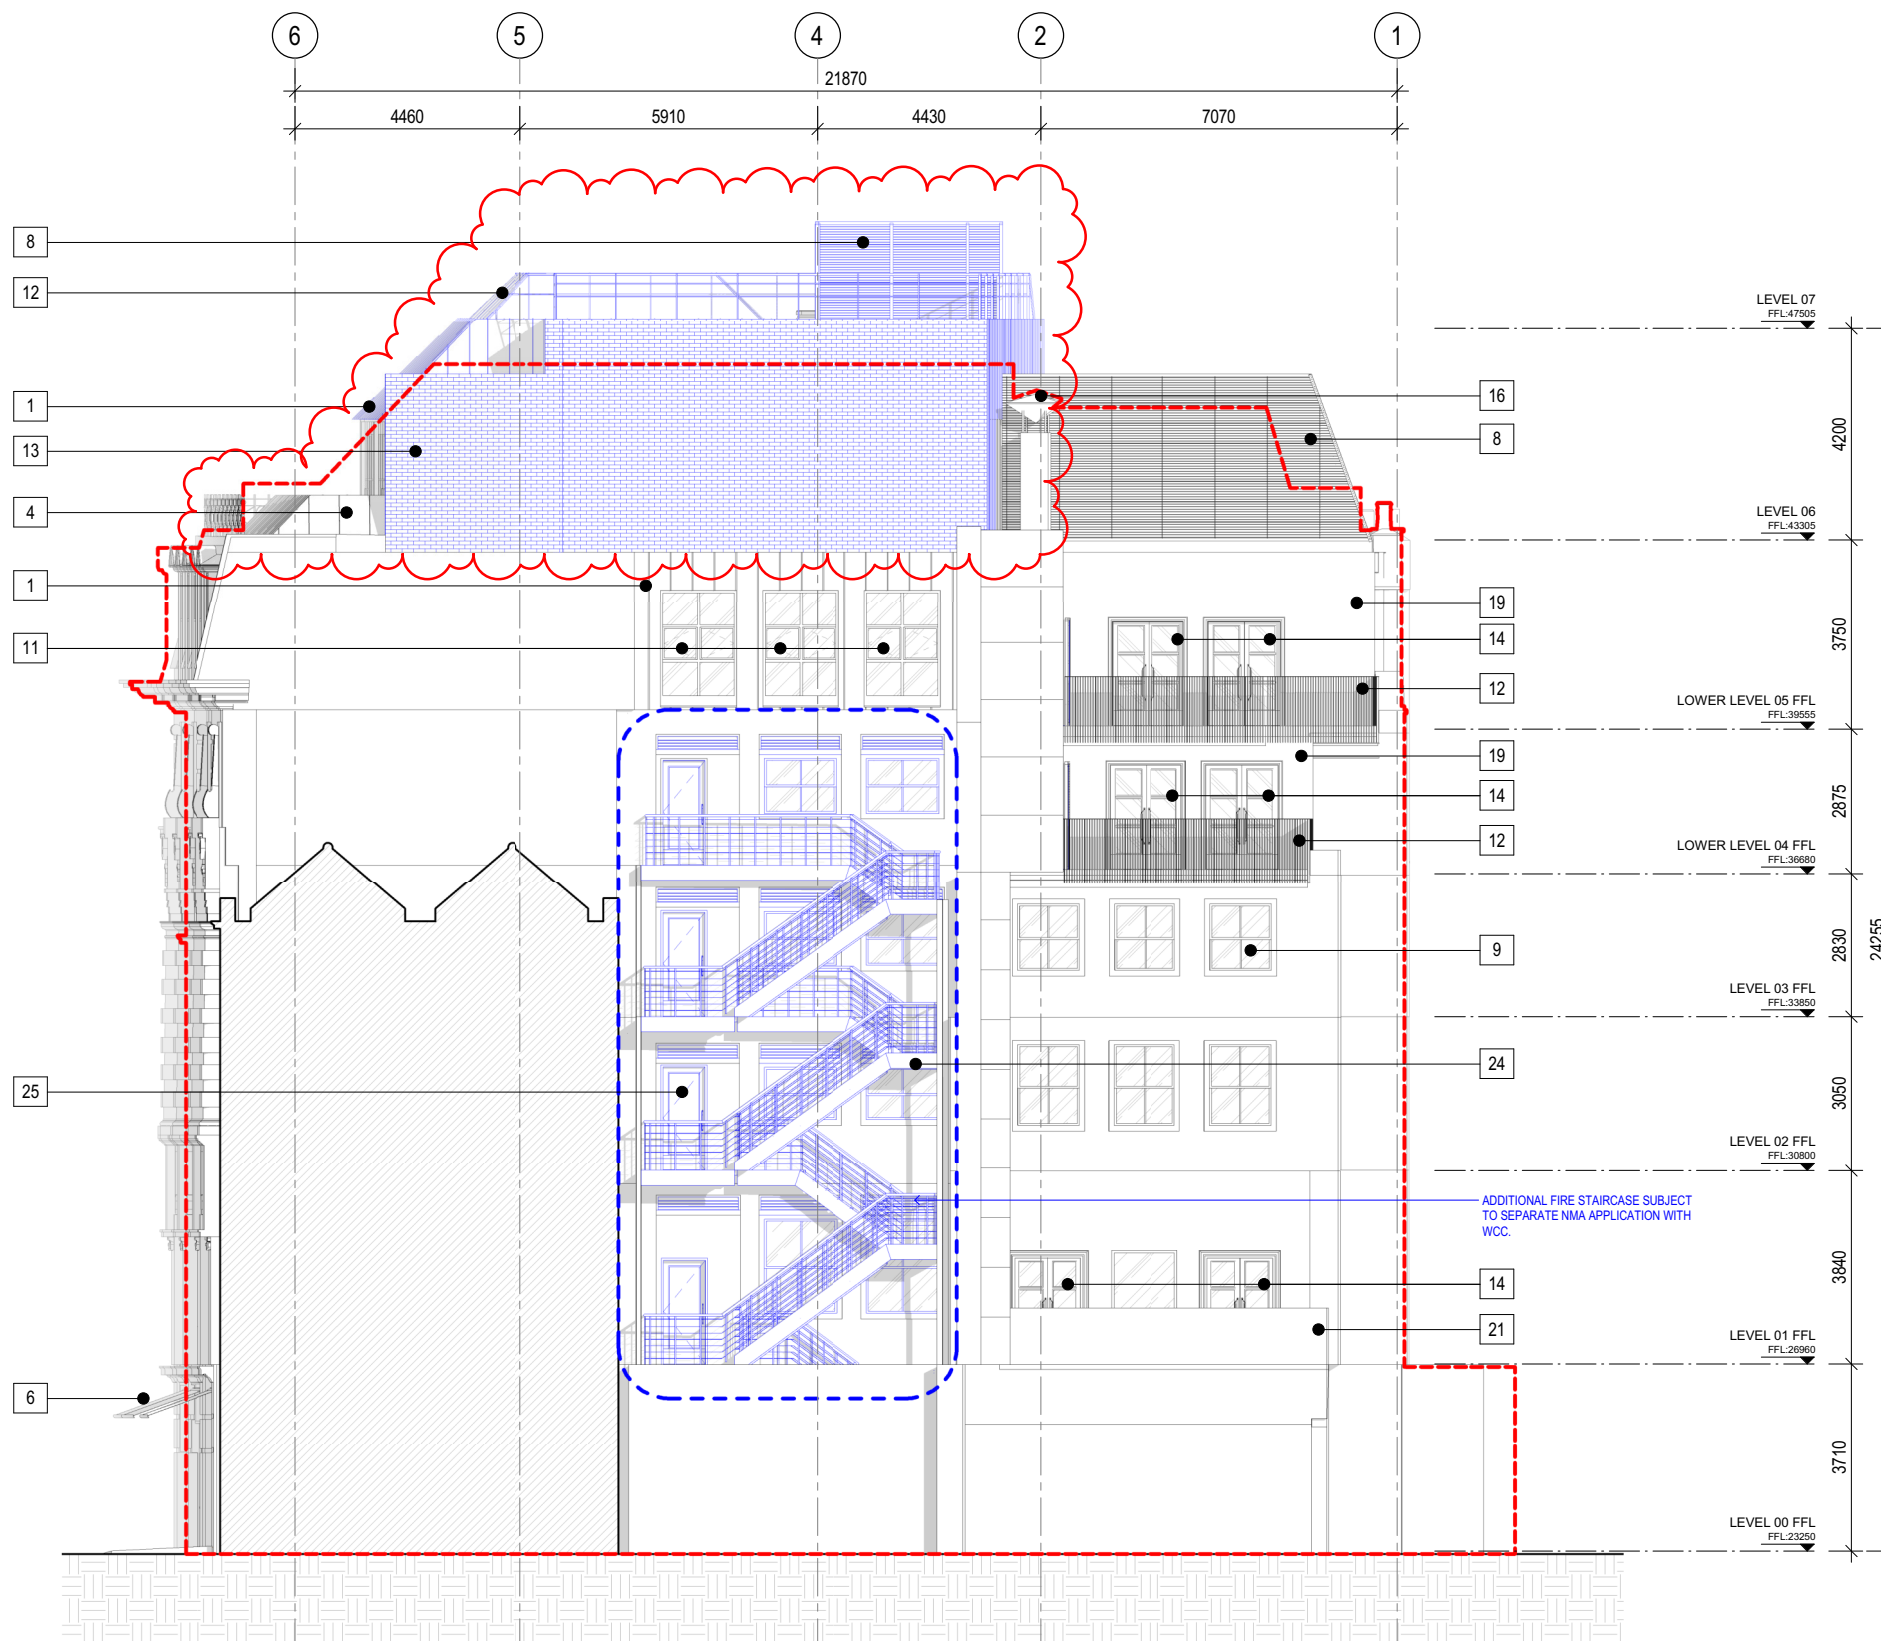 6 5 4 2 1
21870
4460 5910 4430 7070
8
12
LEVEL 07
FFL:47505
1
16
13
8
4200
4
LEVEL 06
FFL:43305
1
19
11
14
3750
12
LOWER LEVEL 05 FFL
FFL:39555
19
14
2875
12
LOWER LEVEL 04 FFL
FFL:36680
9
2830
24255
LEVEL 03 FFL
FFL:33850
25
24
3050
LEVEL 02 FFL
FFL:30800
ADDITIONAL FIRE STAIRCASE SUBJECT
TO SEPARATE NMA APPLICATION WITH
WCC.
14
3840
21
LEVEL 01 FFL
FFL:26960
6
3710
LEVEL 00 FFL
FFL:23250